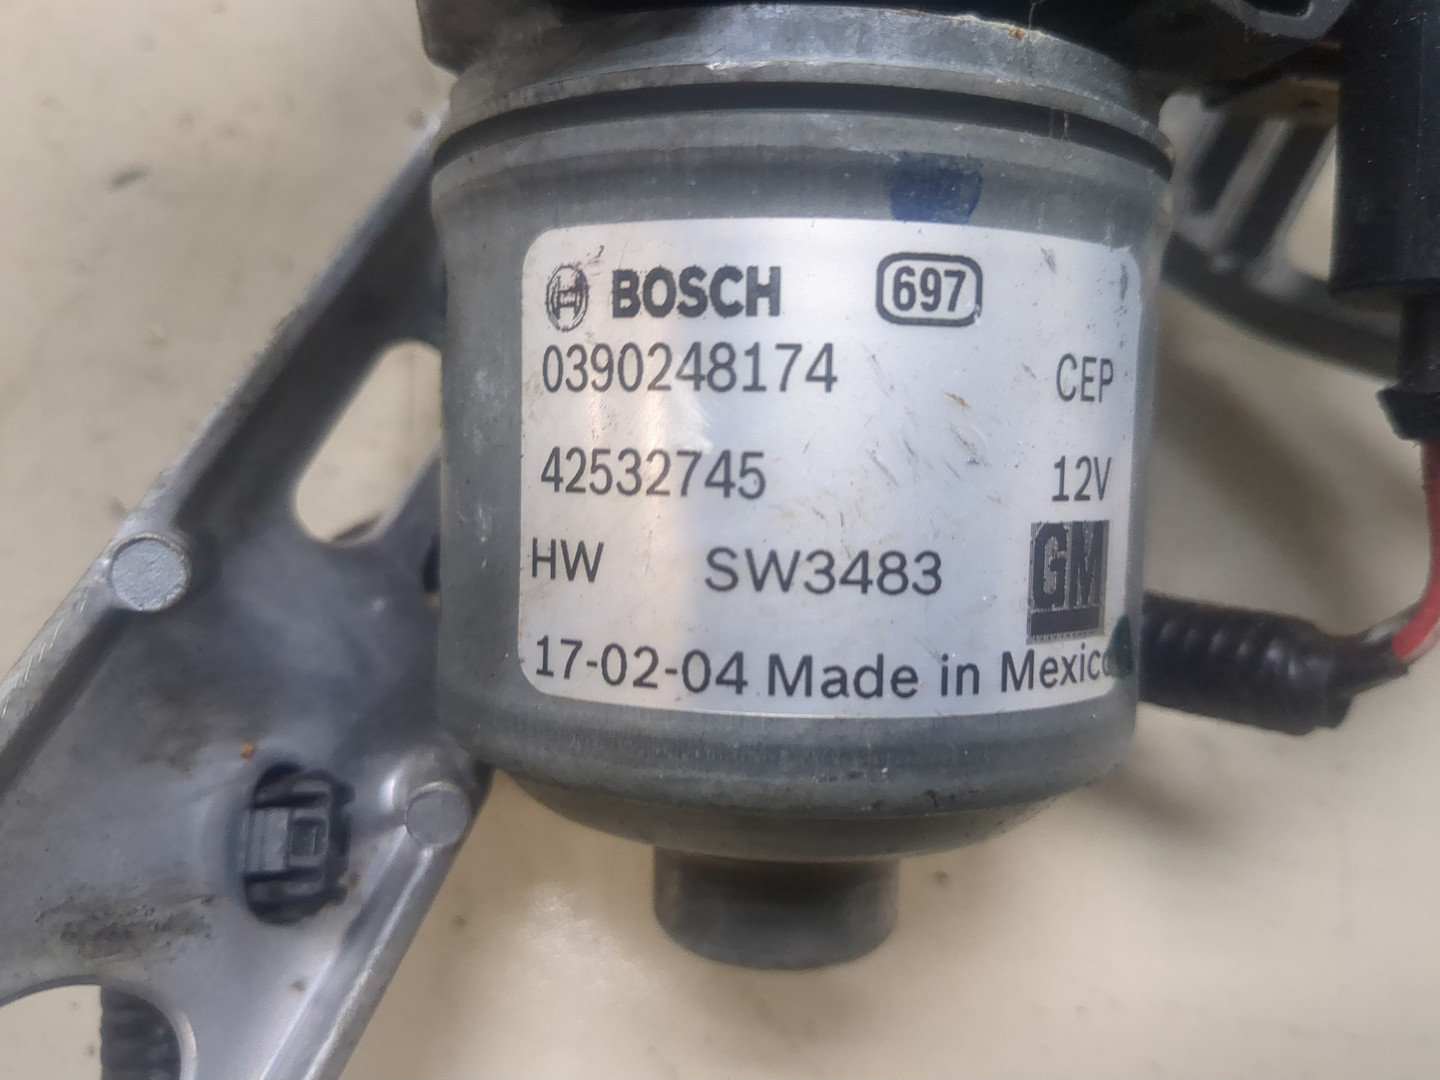 BOSCH 697
0390248174 CEP
42532745 12V
HW SW3483 GM
17-02-04 Made in Mexico